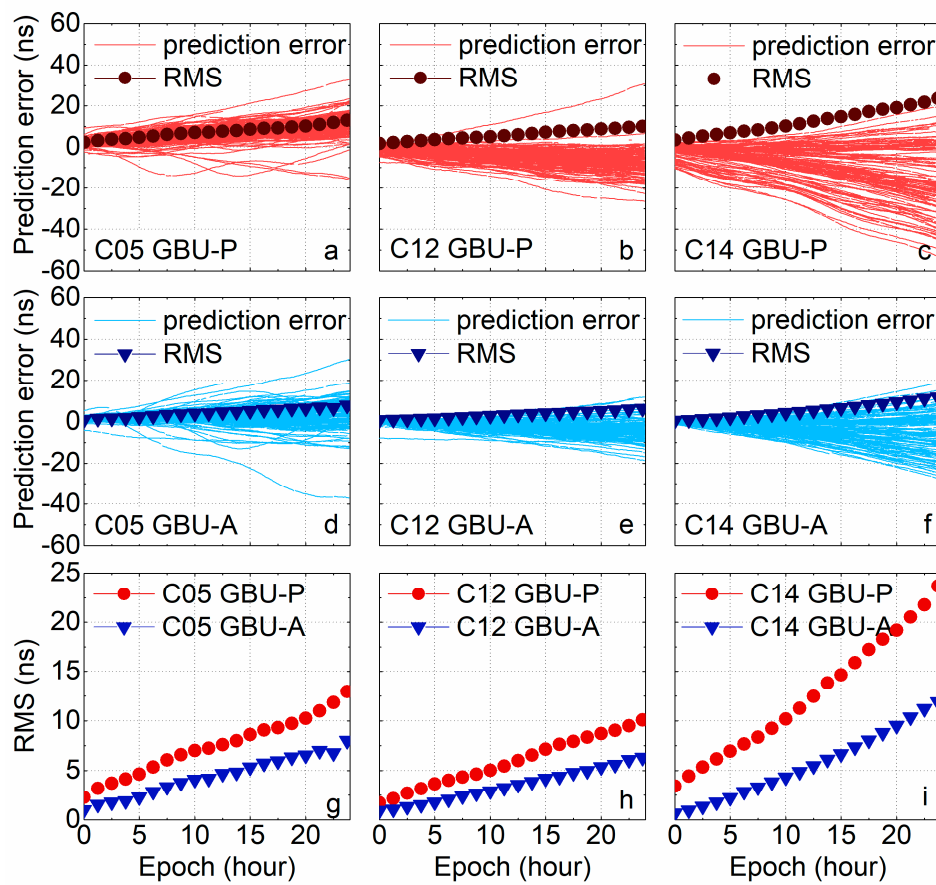 60
40
20
0
-20
-40
-60
Prediction error (ns)
prediction error
RMS
C05 GBU-P
a
prediction error
RMS
C12 GBU-P
b
prediction error
RMS
C14 GBU-P
c
60
40
20
0
-20
-40
-60
Prediction error (ns)
prediction error
RMS
C05 GBU-A
d
prediction error
RMS
C12 GBU-A
e
prediction error
RMS
C14 GBU-A
f
25
20
15
10
5
0
RMS (ns)
C05 GBU-P
C05 GBU-A
g
C12 GBU-P
C12 GBU-A
h
C14 GBU-P
C14 GBU-A
i
0 5 10 15 20
0 5 10 15 20
0 5 10 15 20
Epoch (hour)
Epoch (hour)
Epoch (hour)